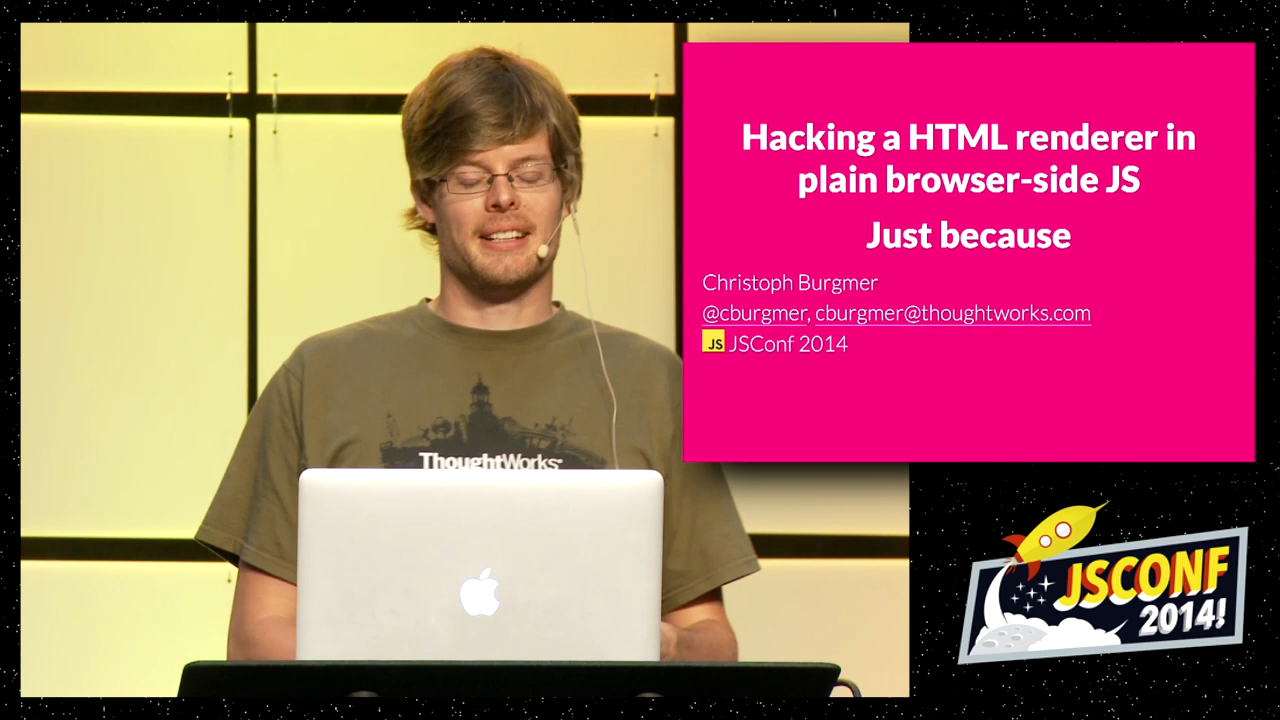 Hacking a HTML renderer in
plain browser-side JS
Just because
Christoph Burgmer
@cburgmer, cburgmer@thoughtworks.com
JS JSConf 2014
ThoughtWorks
JSCONF
2014!